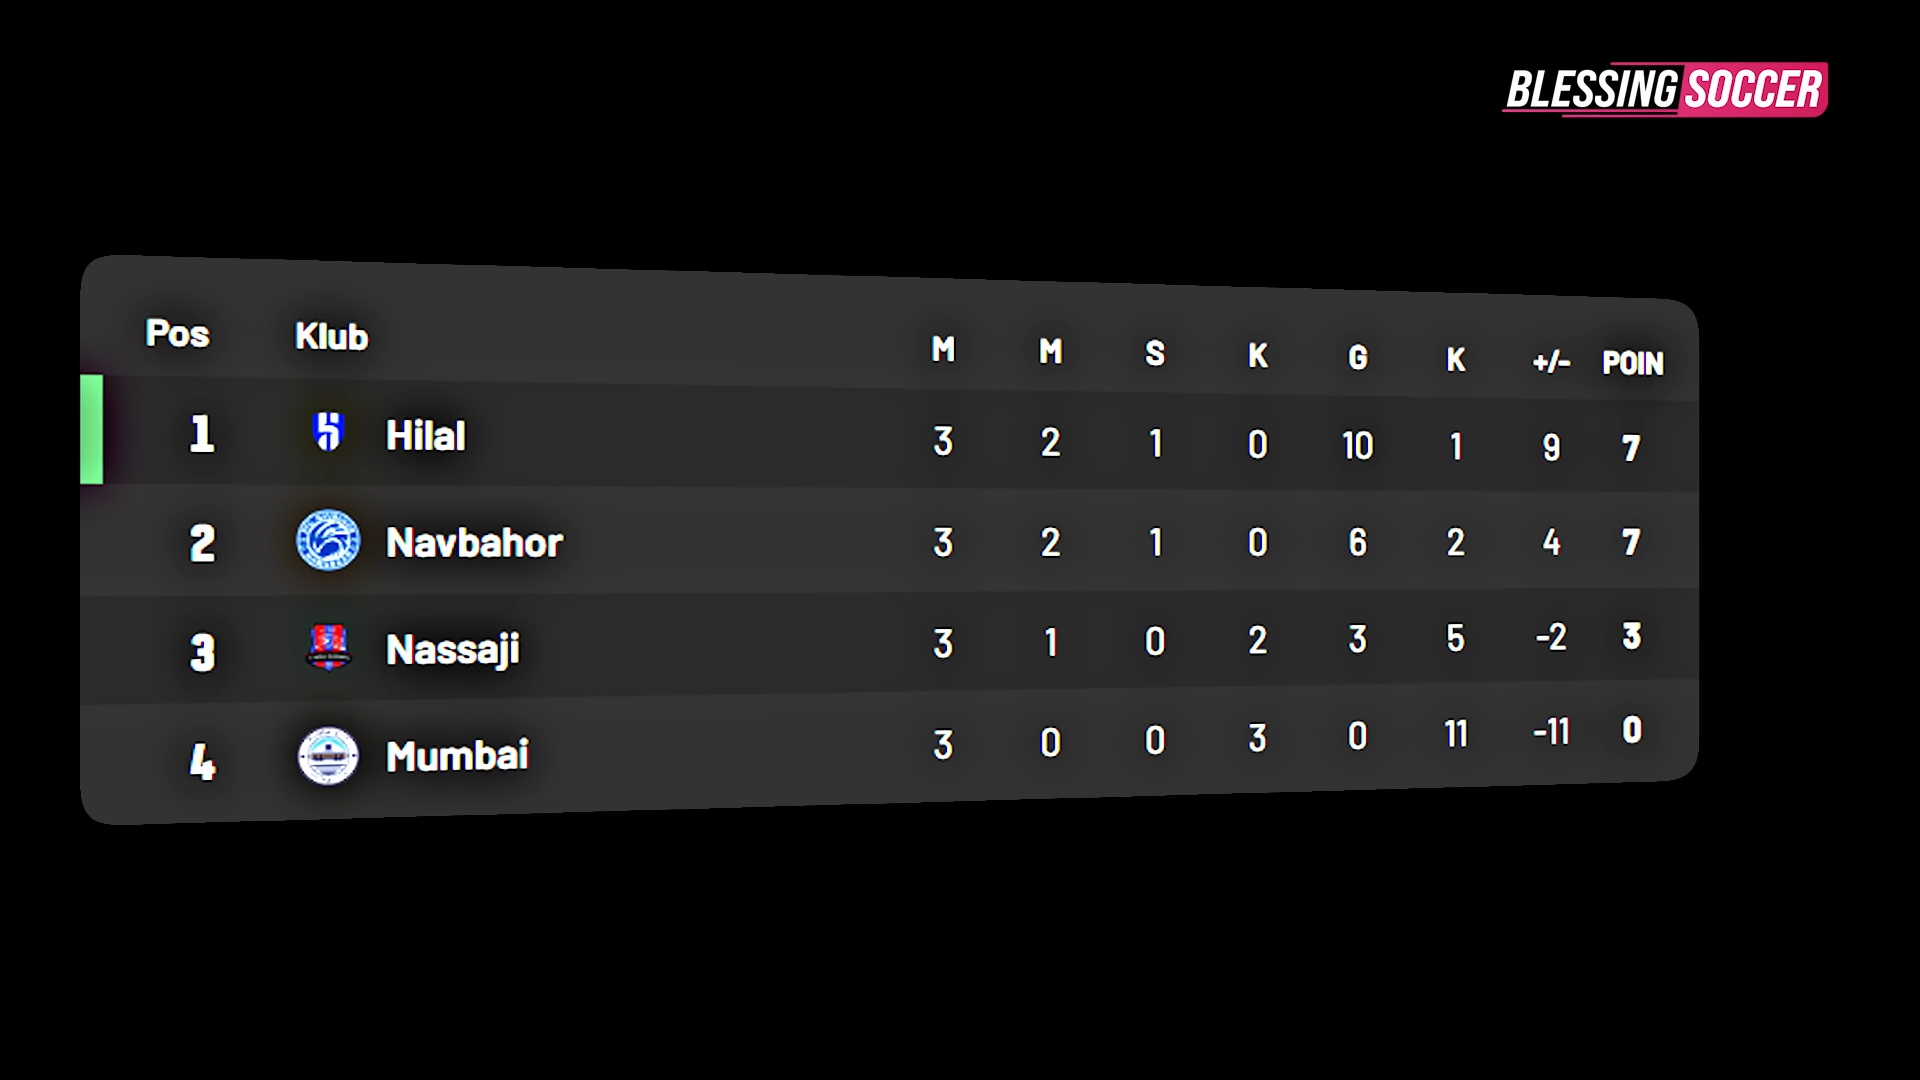 BLESSING SOCCER
Pos Klub M M S K G K +/- POIN
1 Hilal 3 2 1 0 10 1 9 7
2 Navbahor 3 2 1 0 6 2 4 7
3 Nassaji 3 1 0 2 3 5 -2 3
4 Mumbai 3 0 0 3 0 11 -11 0